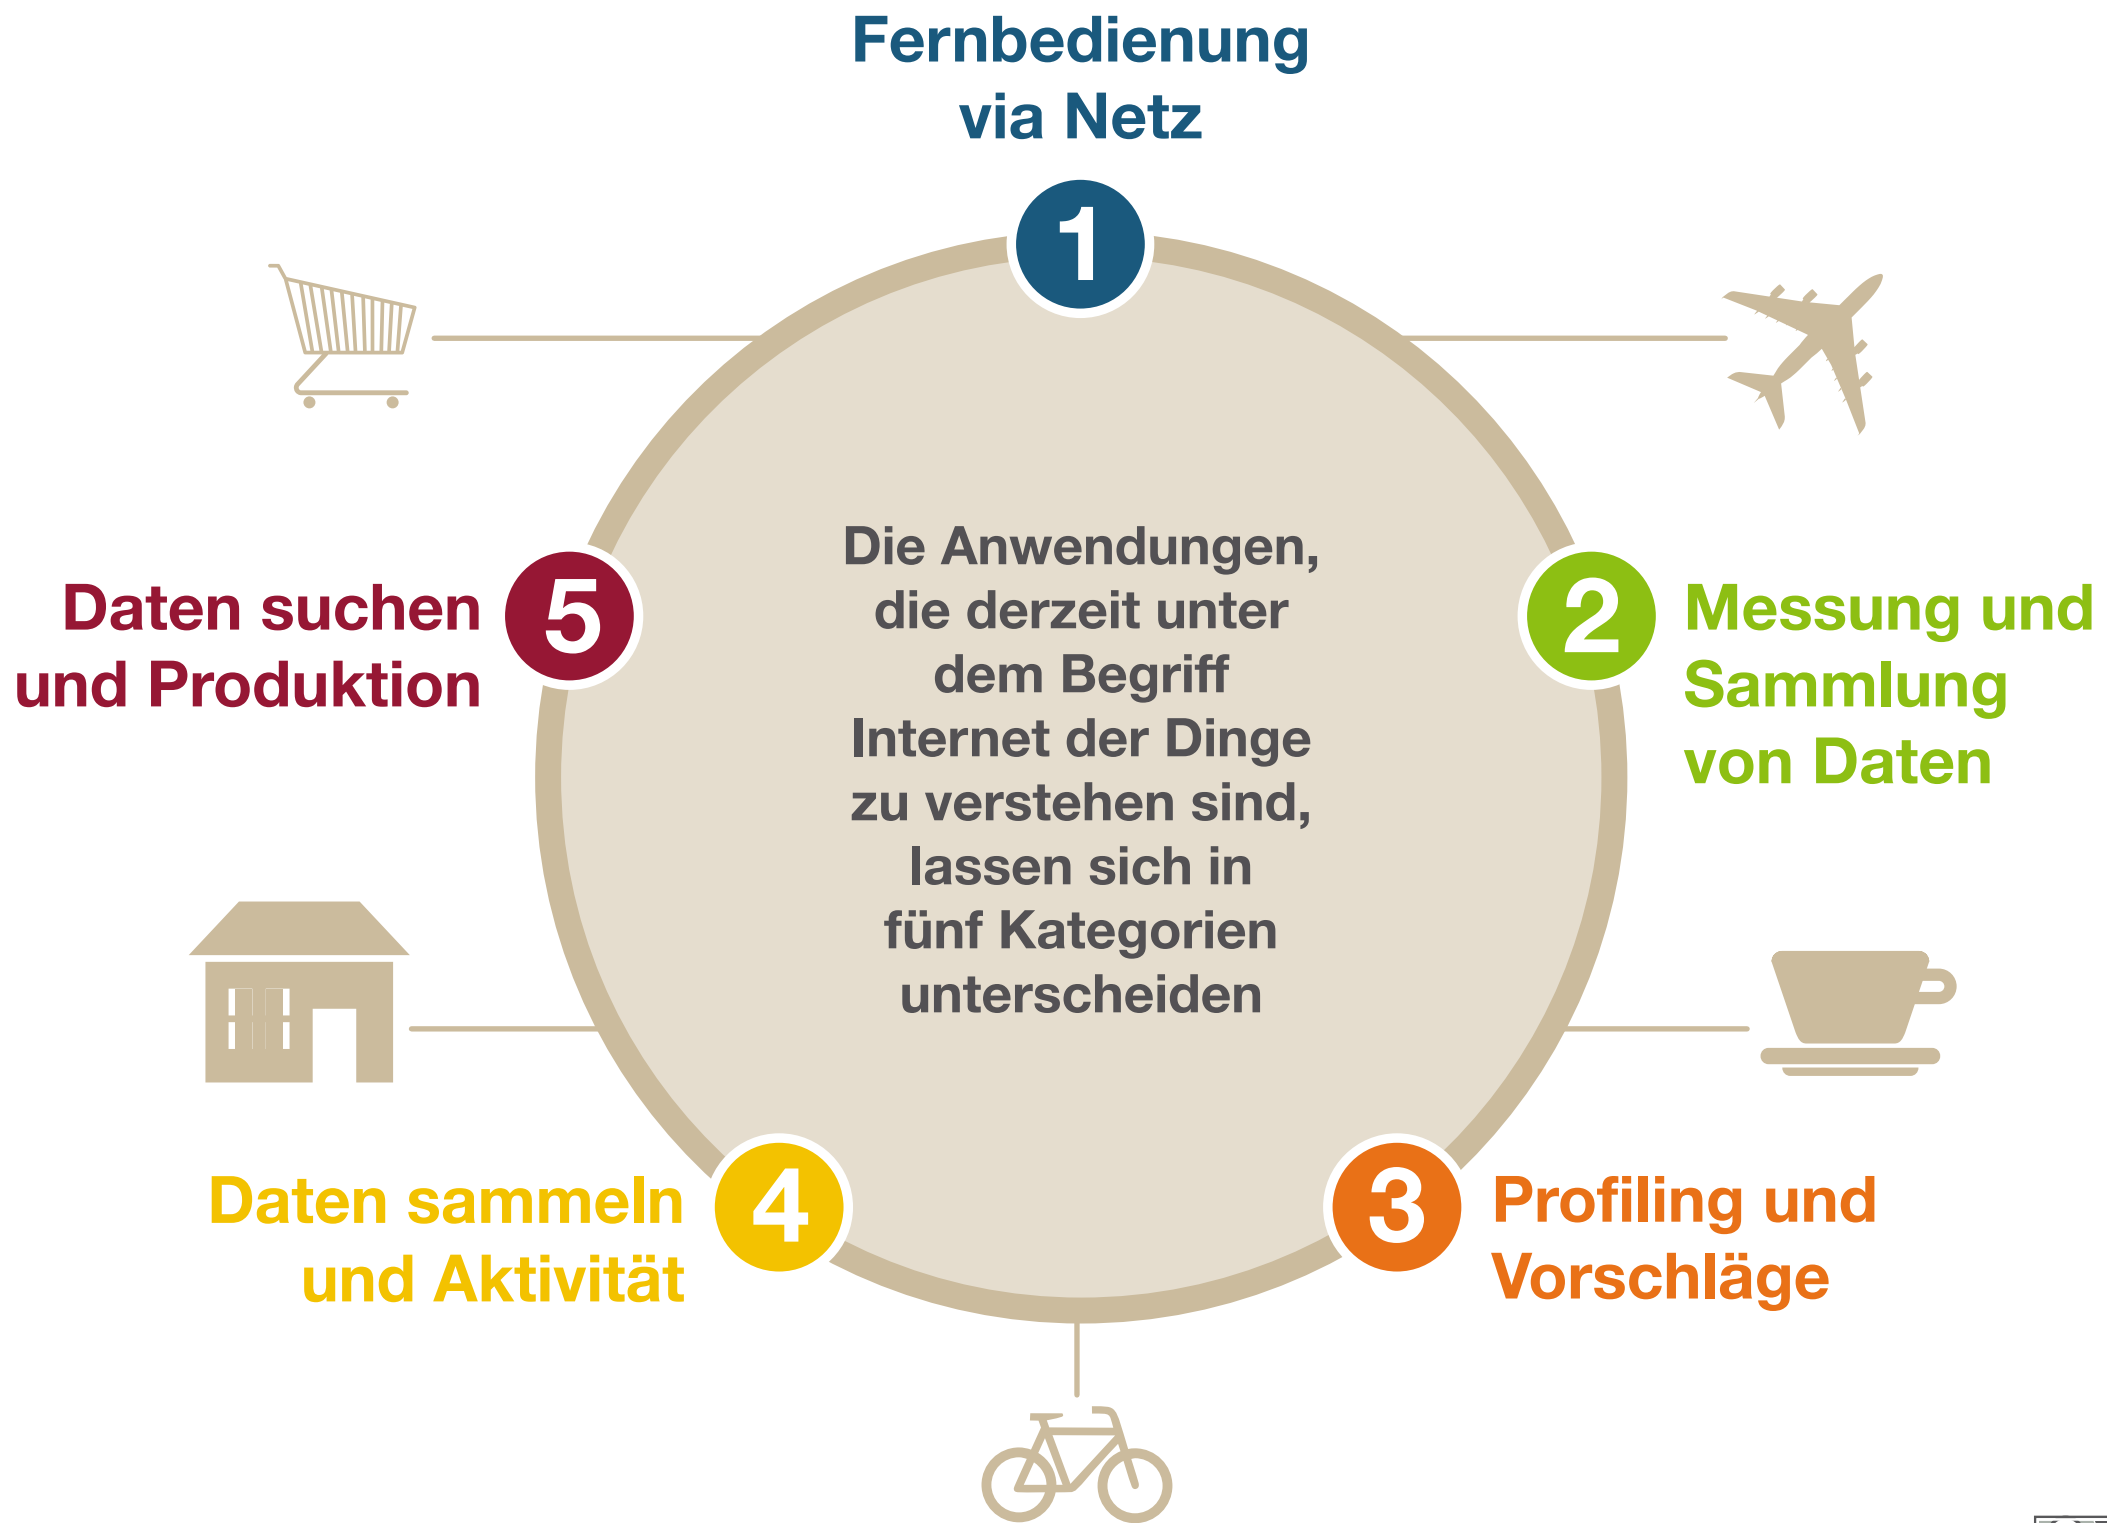 Fernbedienung
via Netz
1
Die Anwendungen,
die derzeit unter
dem Begriff
Internet der Dinge
zu verstehen sind,
lassen sich in
fünf Kategorien
unterscheiden
2
Messung und
Sammlung
von Daten
3
Profiling und
Vorschläge
4
Daten sammeln
und Aktivität
5
Daten suchen
und Produktion